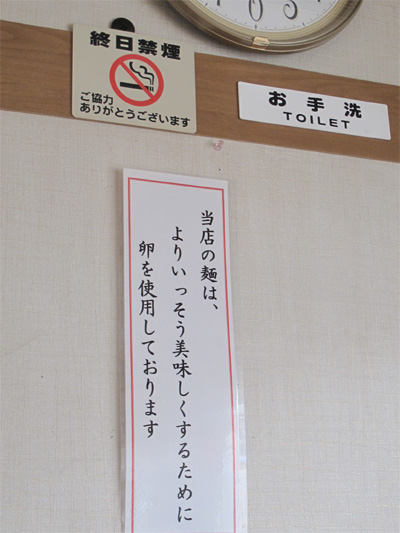 終日禁煙
ご協力
ありがとうございます
お手洗
TOILET
当店の麺は、
よりいっそう美味しくするために
卵を使用しております